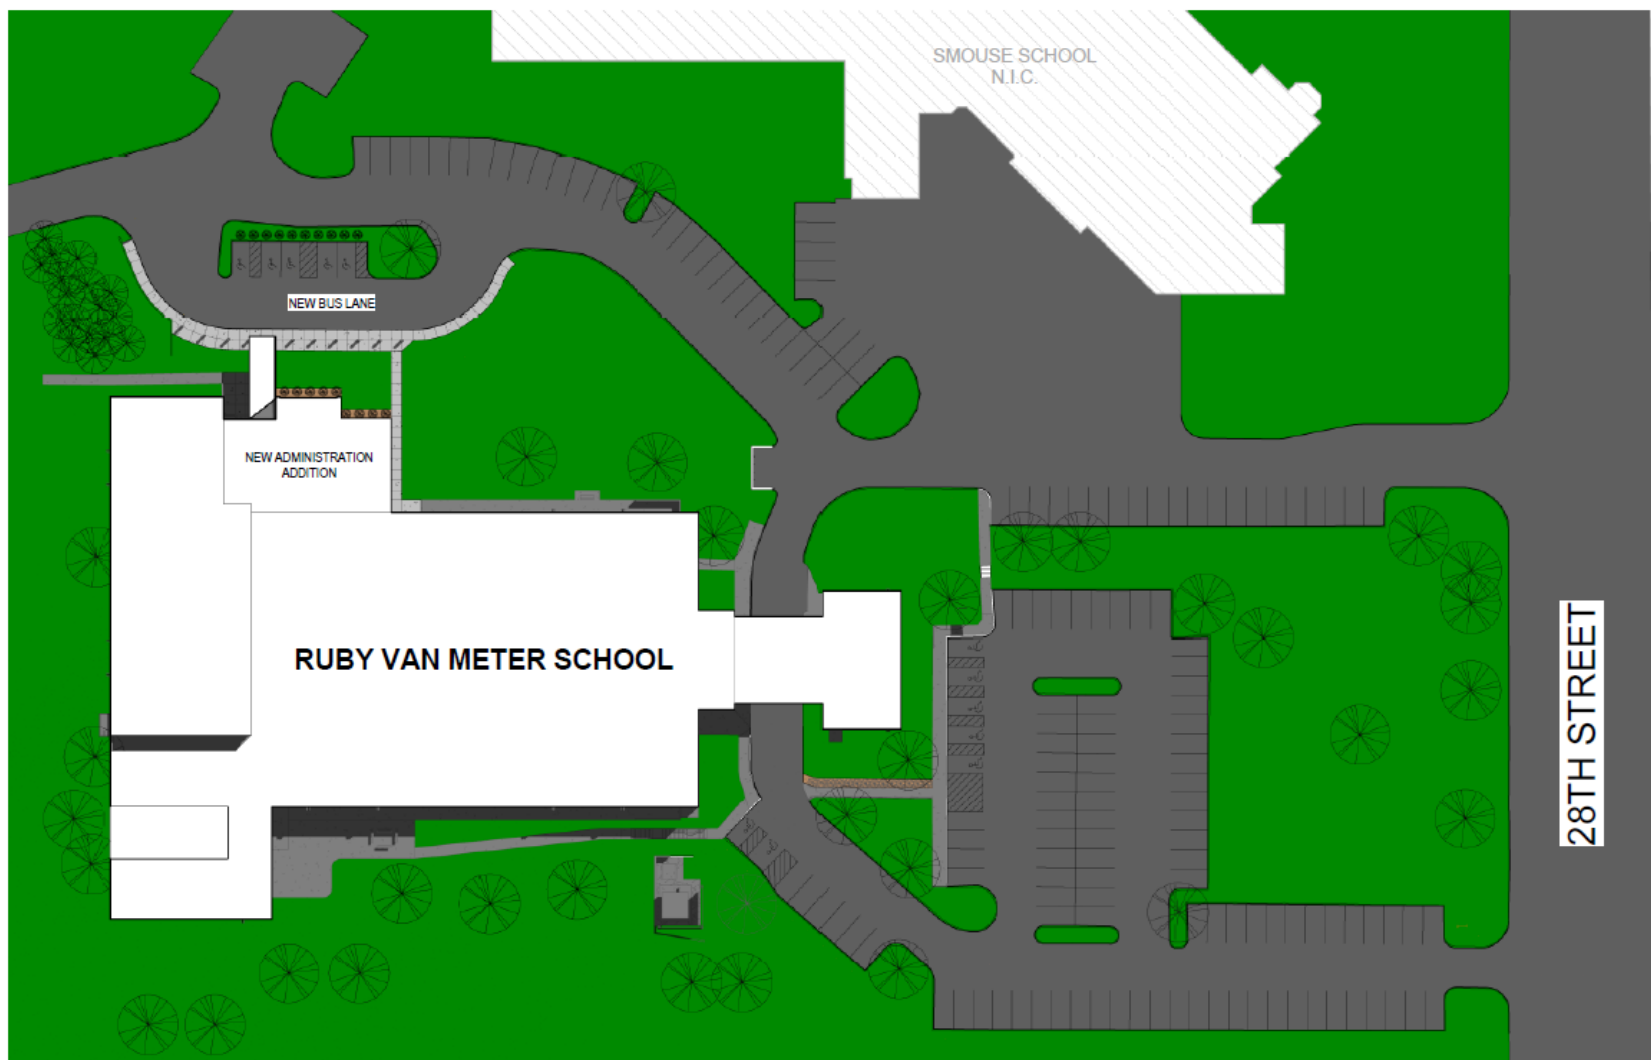 SMOUSE SCHOOL
N.I.C.
NEW BUS LANE
NEW ADMINISTRATION
ADDITION
RUBY VAN METER SCHOOL
28TH STREET